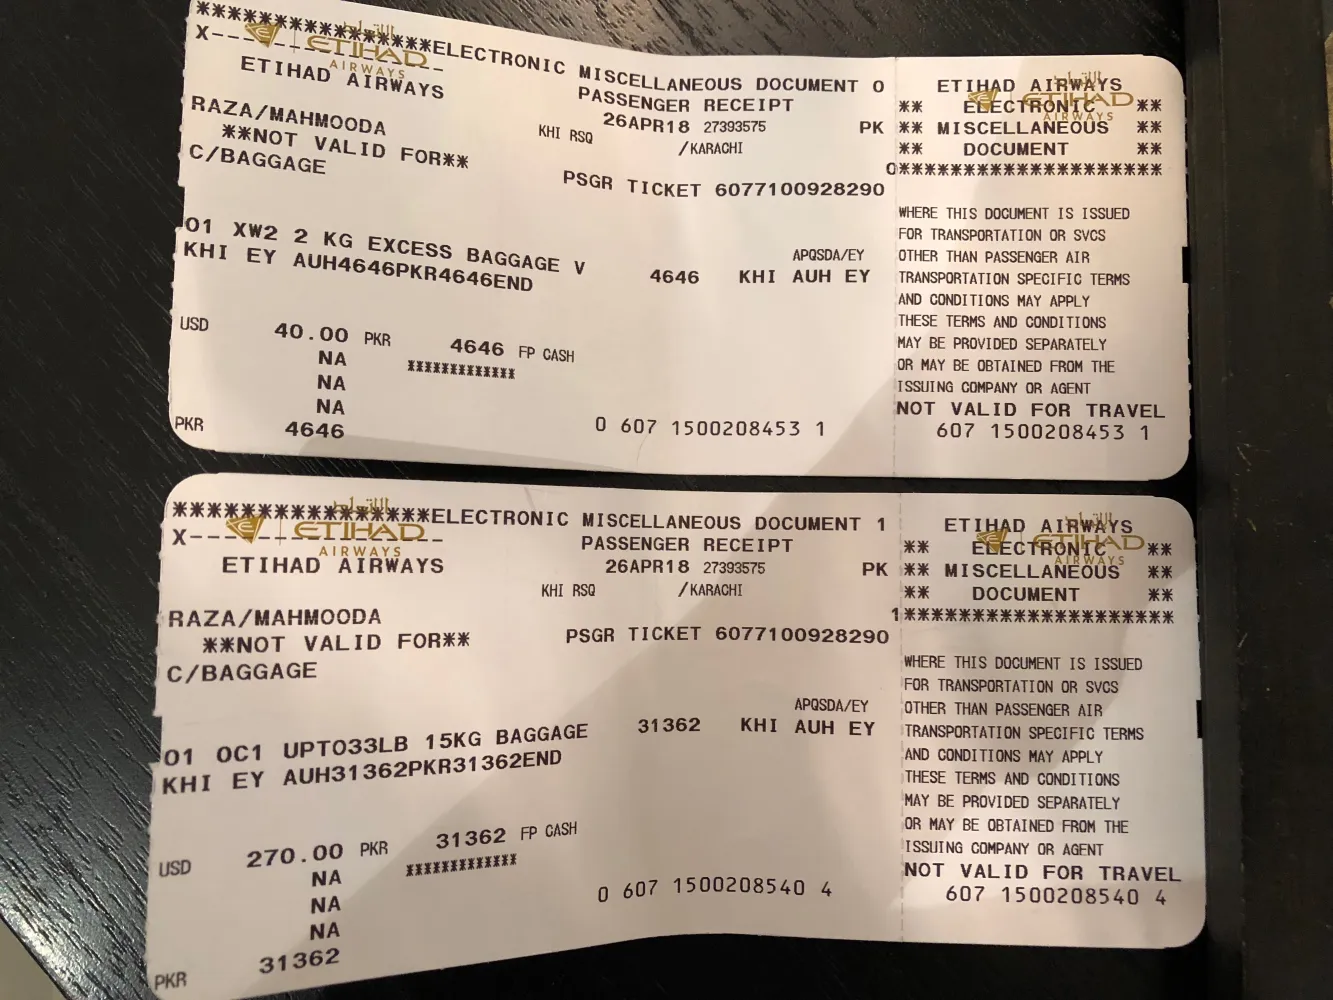 ****************ELECTRONIC MISCELLANEOUS DOCUMENT 0
X--
ETIHAD
AIRWAYS
ETIHAD AIRWAYS
PASSENGER RECEIPT
26APR18 27393575 PK
RAZA/MAHMOODA
KHI RSQ /KARACHI
**NOT VALID FOR**
C/BAGGAGE
PSGR TICKET 6077100928290
01 XW2 2 KG EXCESS BAGGAGE V 4646
APQSDA/EY
KHI AUH EY
KHI EY AUH4646PKR4646END
USD 40.00 PKR 4646 FP CASH
NA *************
NA
NA
PKR 4646
0 607 1500208453 1
ETIHAD AIRWAYS
ETIHAD
AIRWAYS
** ELECTRONIC **
** MISCELLANEOUS **
** DOCUMENT **
0********************
WHERE THIS DOCUMENT IS ISSUED
FOR TRANSPORTATION OR SVCS
OTHER THAN PASSENGER AIR
TRANSPORTATION SPECIFIC TERMS
AND CONDITIONS MAY APPLY
THESE TERMS AND CONDITIONS
MAY BE PROVIDED SEPARATELY
OR MAY BE OBTAINED FROM THE
ISSUING COMPANY OR AGENT
NOT VALID FOR TRAVEL
607 1500208453 1
****************ELECTRONIC MISCELLANEOUS DOCUMENT 1
X---
ETIHAD
AIRWAYS
ETIHAD AIRWAYS
PASSENGER RECEIPT
26APR18 27393575 PK
KHI RSQ /KARACHI
RAZA/MAHMOODA
**NOT VALID FOR**
PSGR TICKET 6077100928290
C/BAGGAGE
APQSDA/EY
01 OC1 UPTO33LB 15KG BAGGAGE 31362 KHI AUH EY
KHI EY AUH31362PKR31362END
USD 270.00 PKR 31362 FP CASH
NA *************
NA
NA
PKR 31362
0 607 1500208540 4
ETIHAD AIRWAYS
ETIHAD
AIRWAYS
** ELECTRONIC **
** MISCELLANEOUS **
** DOCUMENT **
1*********************
WHERE THIS DOCUMENT IS ISSUED
FOR TRANSPORTATION OR SVCS
OTHER THAN PASSENGER AIR
TRANSPORTATION SPECIFIC TERMS
AND CONDITIONS MAY APPLY
THESE TERMS AND CONDITIONS
MAY BE PROVIDED SEPARATELY
OR MAY BE OBTAINED FROM THE
ISSUING COMPANY OR AGENT
NOT VALID FOR TRAVEL
607 1500208540 4